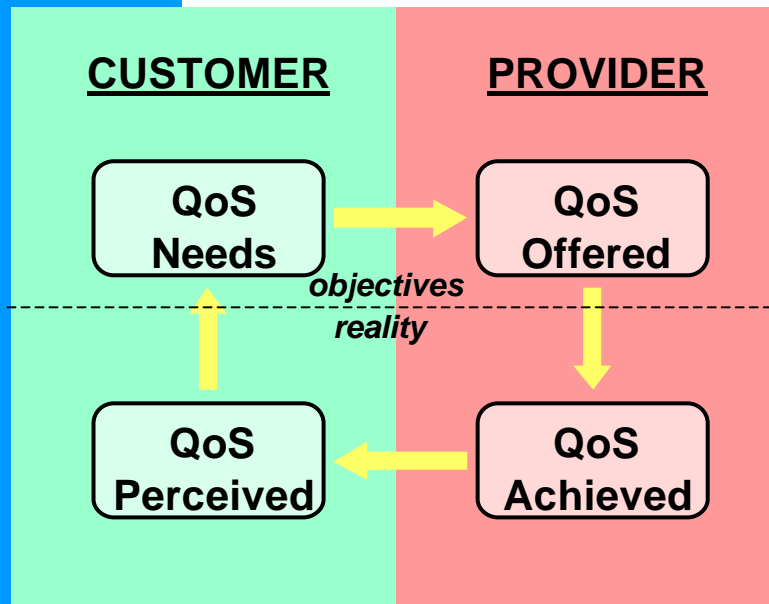 CUSTOMER
PROVIDER
QoS
Needs
QoS
Offered
objectives
reality
QoS
Perceived
QoS
Achieved